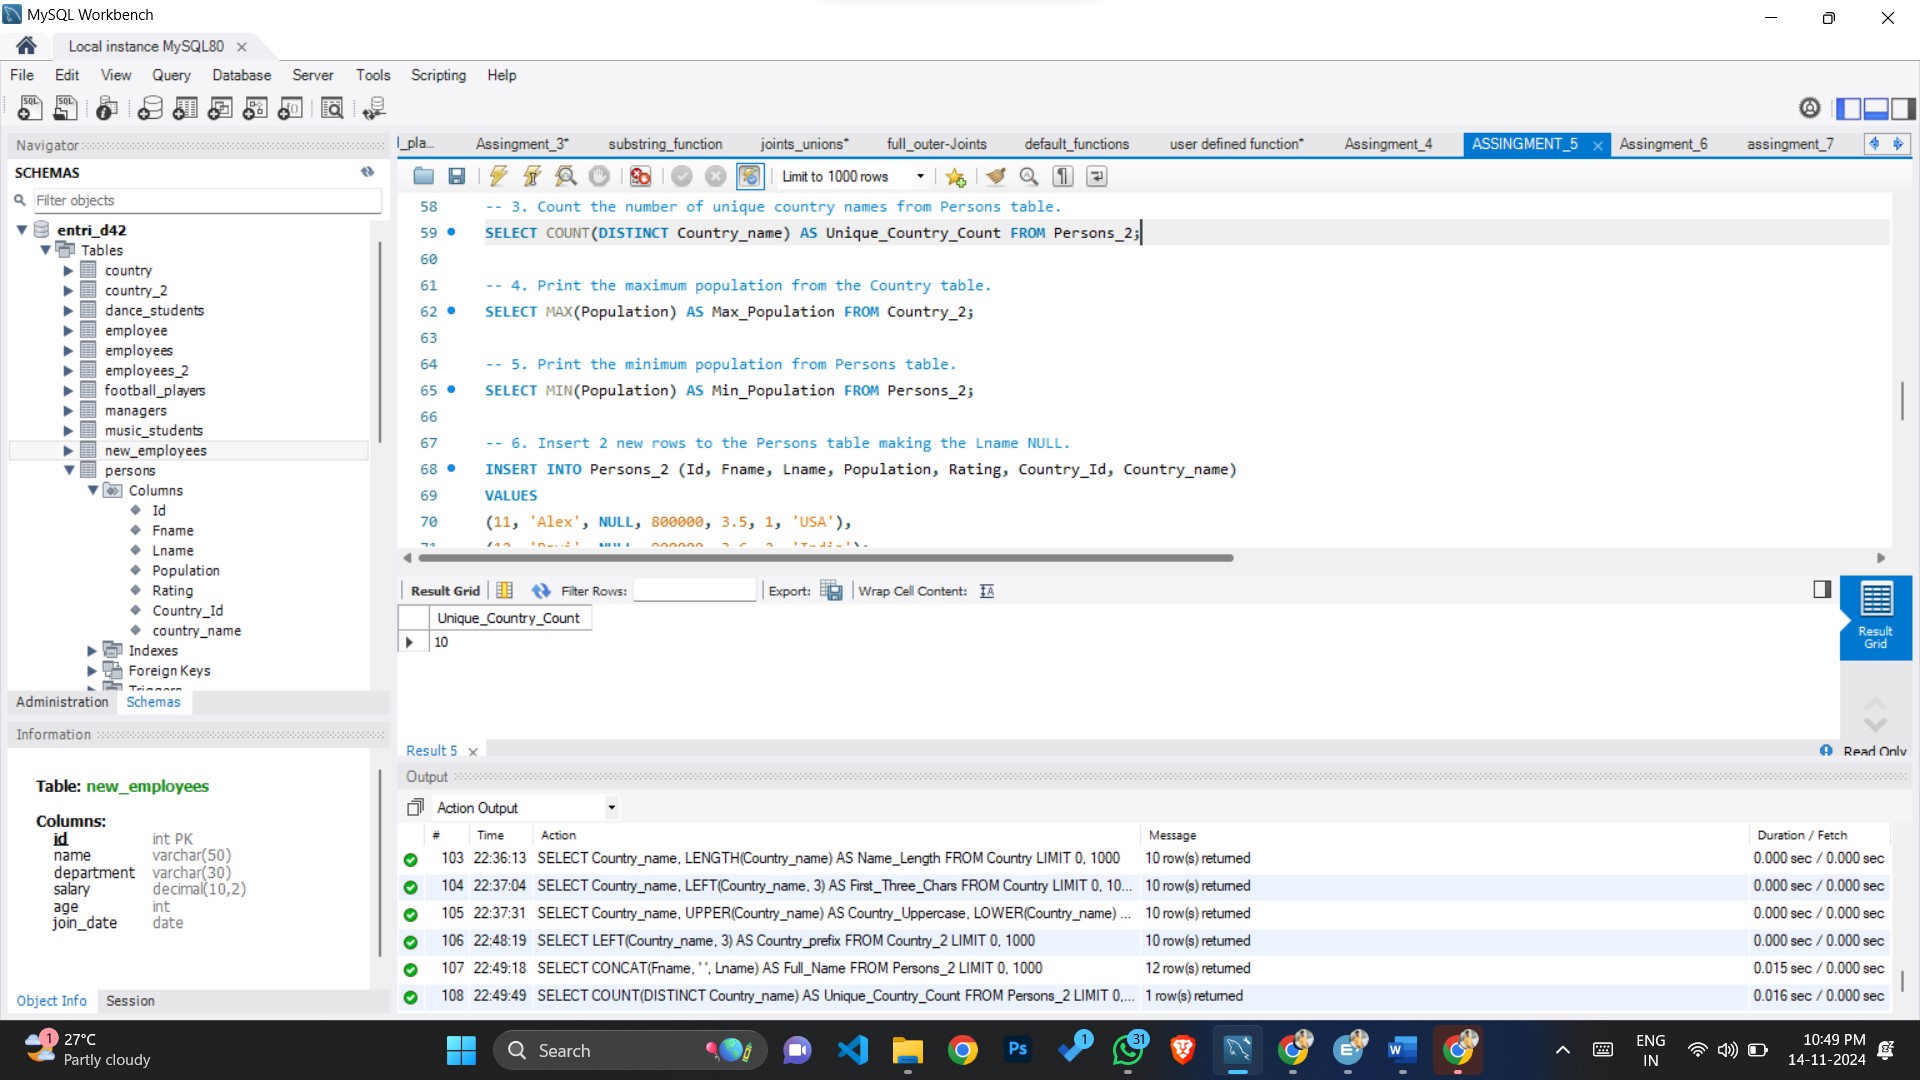 MySQL Workbench
Local instance MySQL80
File Edit View Query Database Server Tools Scripting Help
Navigator
SCHEMAS
Filter objects
entri_d42
Tables
country
country_2
dance_students
employee
employees
employees_2
football_players
managers
music_students
new_employees
persons
Columns
Id
Fname
Lname
Population
Rating
Country_Id
country_name
Indexes
Foreign Keys
Triggers
Administration Schemas
Information
Table: new_employees
Columns:
id int PK
name varchar(50)
department varchar(30)
salary decimal(10,2)
age int
join_date date
Object Info Session
l_pla... Assingment_3* substring_function joints_unions* full_outer-Joints default_functions user defined function* Assingment_4 ASSINGMENT_5 Assingment_6 assingment_7
Limit to 1000 rows
58 -- 3. Count the number of unique country names from Persons table.
59 SELECT COUNT(DISTINCT Country_name) AS Unique_Country_Count FROM Persons_2;
60
61 -- 4. Print the maximum population from the Country table.
62 SELECT MAX(Population) AS Max_Population FROM Country_2;
63
64 -- 5. Print the minimum population from Persons table.
65 SELECT MIN(Population) AS Min_Population FROM Persons_2;
66
67 -- 6. Insert 2 new rows to the Persons table making the Lname NULL.
68 INSERT INTO Persons_2 (Id, Fname, Lname, Population, Rating, Country_Id, Country_name)
69 VALUES
70 (11, 'Alex', NULL, 800000, 3.5, 1, 'USA'),
Result Grid Filter Rows: Export: Wrap Cell Content:
Unique_Country_Count
10
Result Grid
Result 5
Read Only
Output
Action Output
# Time Action Message Duration / Fetch
103 22:36:13 SELECT Country_name, LENGTH(Country_name) AS Name_Length FROM Country LIMIT 0, 1000 10 row(s) returned 0.000 sec / 0.000 sec
104 22:37:04 SELECT Country_name, LEFT(Country_name, 3) AS First_Three_Chars FROM Country LIMIT 0, 10... 10 row(s) returned 0.000 sec / 0.000 sec
105 22:37:31 SELECT Country_name, UPPER(Country_name) AS Country_Uppercase, LOWER(Country_name) ... 10 row(s) returned 0.000 sec / 0.000 sec
106 22:48:19 SELECT LEFT(Country_name, 3) AS Country_prefix FROM Country_2 LIMIT 0, 1000 10 row(s) returned 0.000 sec / 0.000 sec
107 22:49:18 SELECT CONCAT(Fname, ' ', Lname) AS Full_Name FROM Persons_2 LIMIT 0, 1000 12 row(s) returned 0.015 sec / 0.000 sec
108 22:49:49 SELECT COUNT(DISTINCT Country_name) AS Unique_Country_Count FROM Persons_2 LIMIT 0,... 1 row(s) returned 0.016 sec / 0.000 sec
1 27°C
Partly cloudy
Search
Ps
1
31
ENG
IN
10:49 PM
14-11-2024